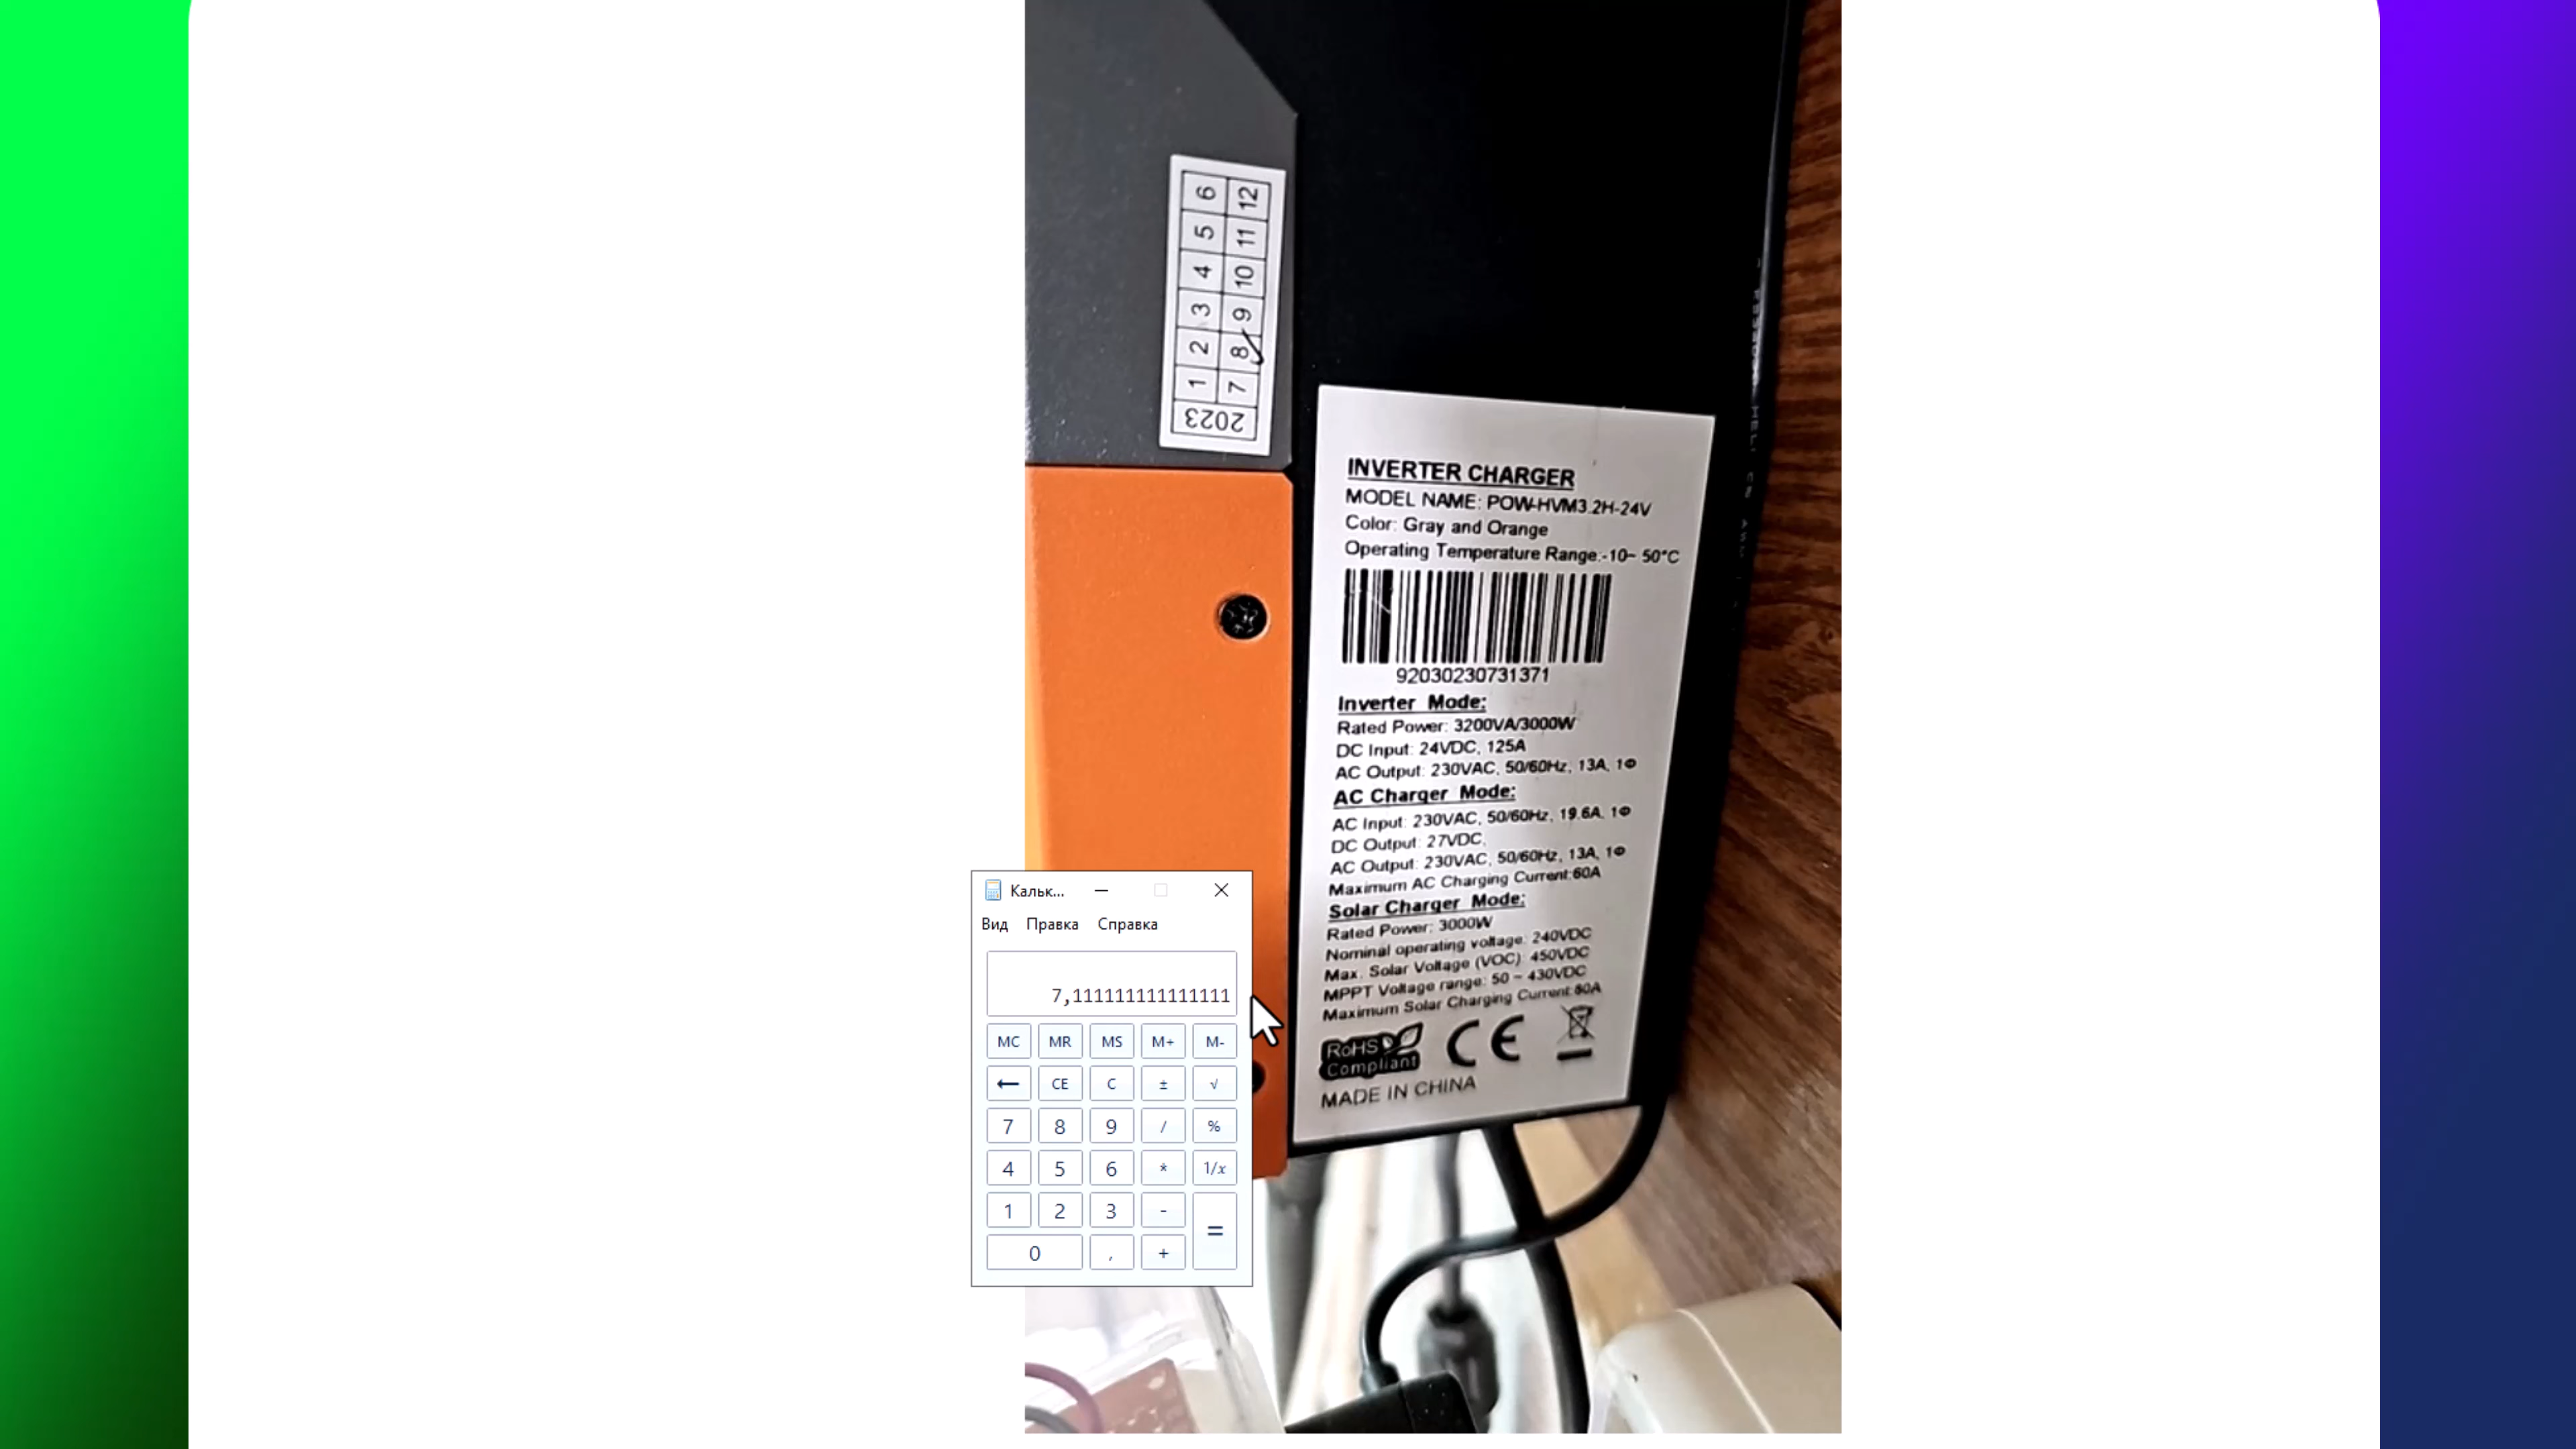 2023
1 2 3 4 5 6
7 8 9 10 11 12
INVERTER CHARGER
MODEL NAME: POW-HVM3.2H-24V
Color: Gray and Orange
Operating Temperature Range:-10~ 50°C
92030230731371
Inverter Mode:
Rated Power: 3200VA/3000W
DC Input: 24VDC, 125A
AC Output: 230VAC, 50/60Hz, 13A, 1Φ
AC Charger Mode:
AC Input: 230VAC, 50/60Hz, 19.6A, 1Φ
DC Output: 27VDC,
AC Output: 230VAC, 50/60Hz, 13A, 1Φ
Maximum AC Charging Current:60A
Solar Charger Mode:
Rated Power: 3000W
Nominal operating voltage: 240VDC
Max. Solar Voltage (VOC): 450VDC
MPPT Voltage range: 50 ~ 430VDC
Maximum Solar Charging Current:80A
RoHS
Compliant
CE
MADE IN CHINA
Кальк...
Вид Правка Справка
7,111111111111111
MC MR MS M+ M-
← CE C ± √
7 8 9 / %
4 5 6 * 1/x
1 2 3 - =
0 , +